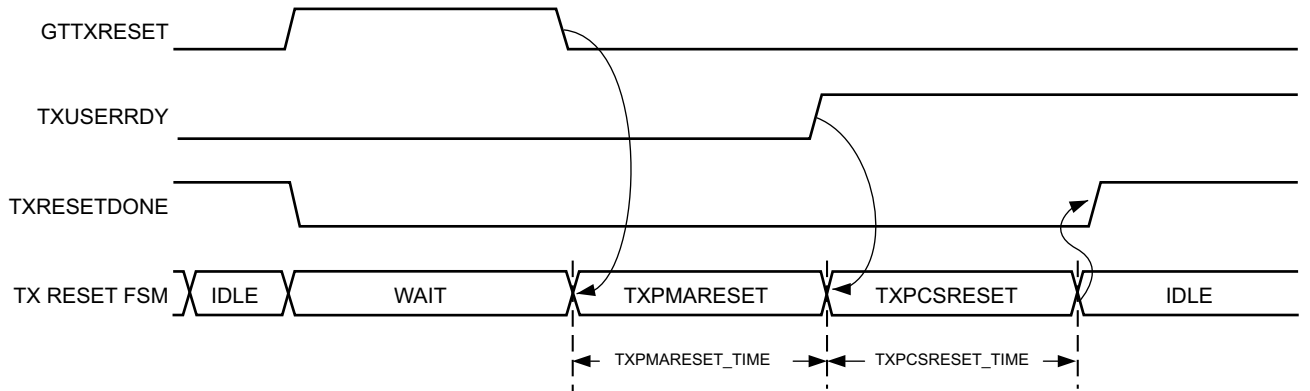 GTTXRESET
TXUSERRDY
TXRESETDONE
TX RESET FSM IDLE WAIT TXPMARESET TXPCSRESET IDLE
TXPMARESET_TIME TXPCSRESET_TIME